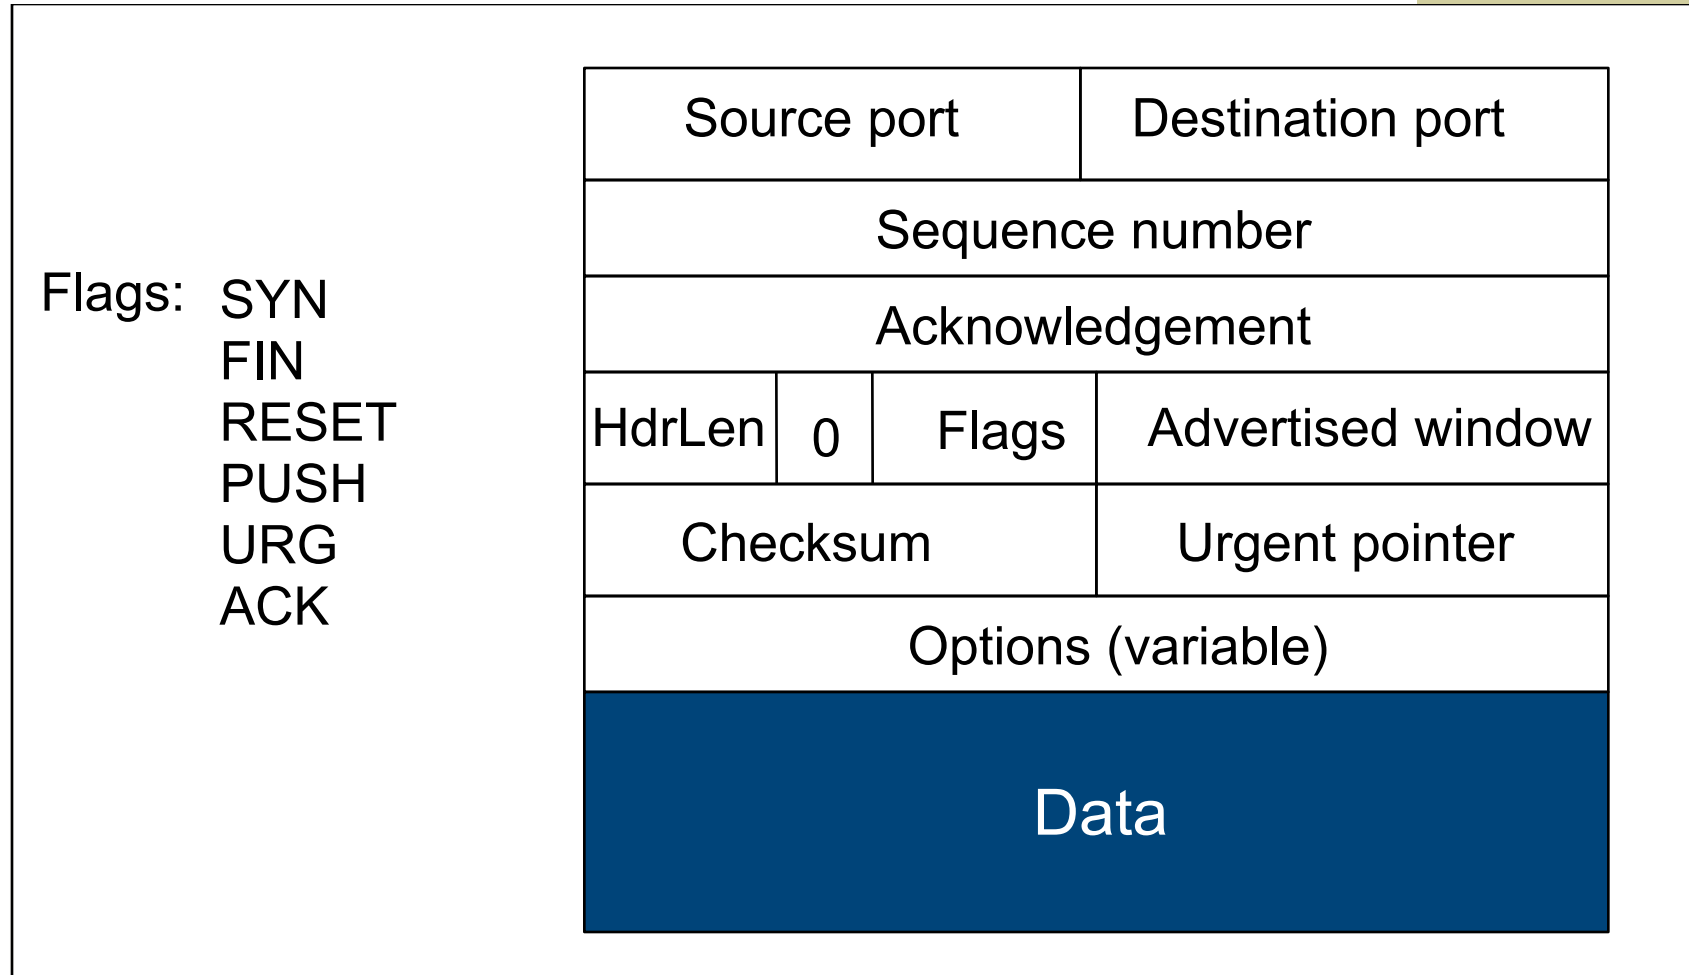 Source port Destination port
Sequence number
Flags: SYN
Acknowledgement
FIN
RESET
HdrLen 0 Flags Advertised window
PUSH
URG
Checksum Urgent pointer
ACK
Options (variable)
Data